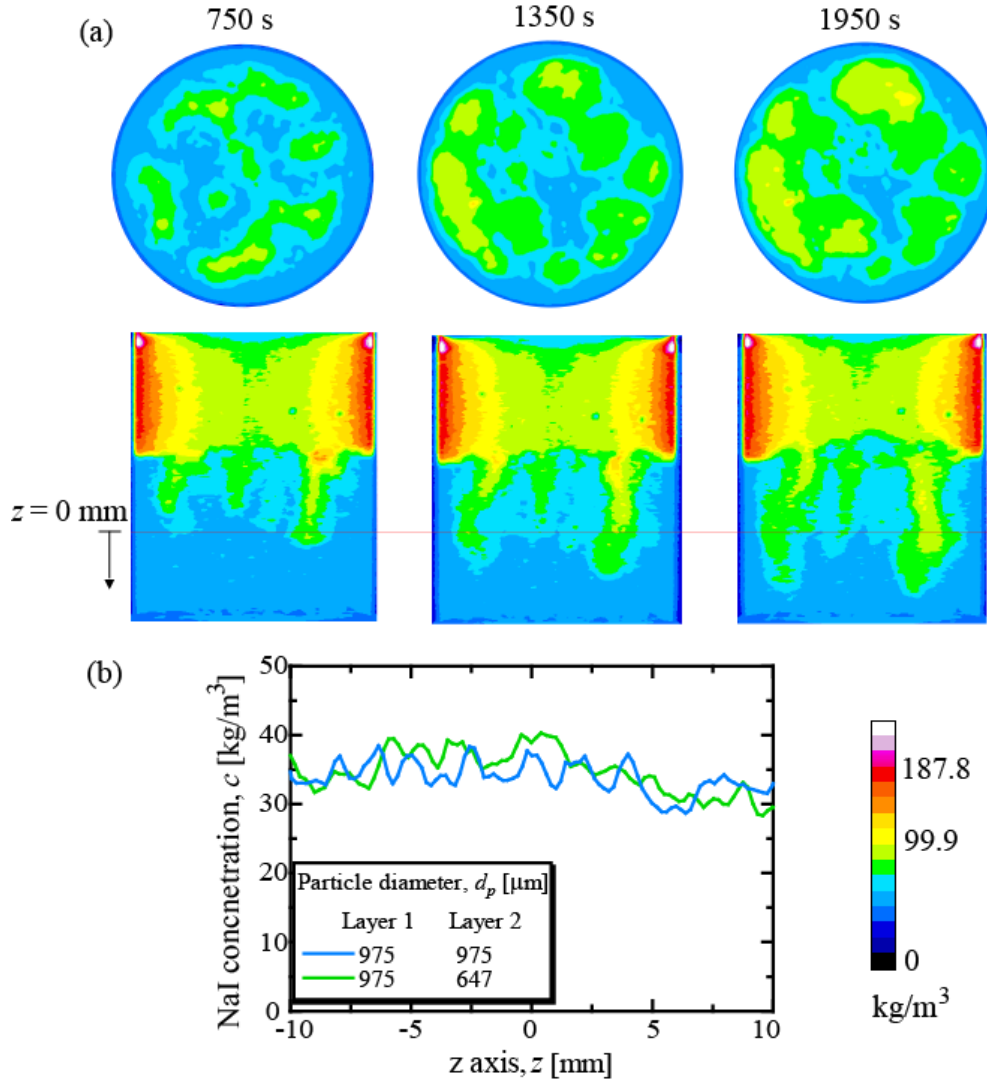 (a)
750 s
1350 s
1950 s
z = 0 mm
(b)
NaI concnetration, c [kg/m³]
50
40
30
20
10
0
Particle diameter, dₚ [μm]
Layer 1 Layer 2
975 975
975 647
-10 -5 0 5 10
z axis, z [mm]
187.8
99.9
0
kg/m³